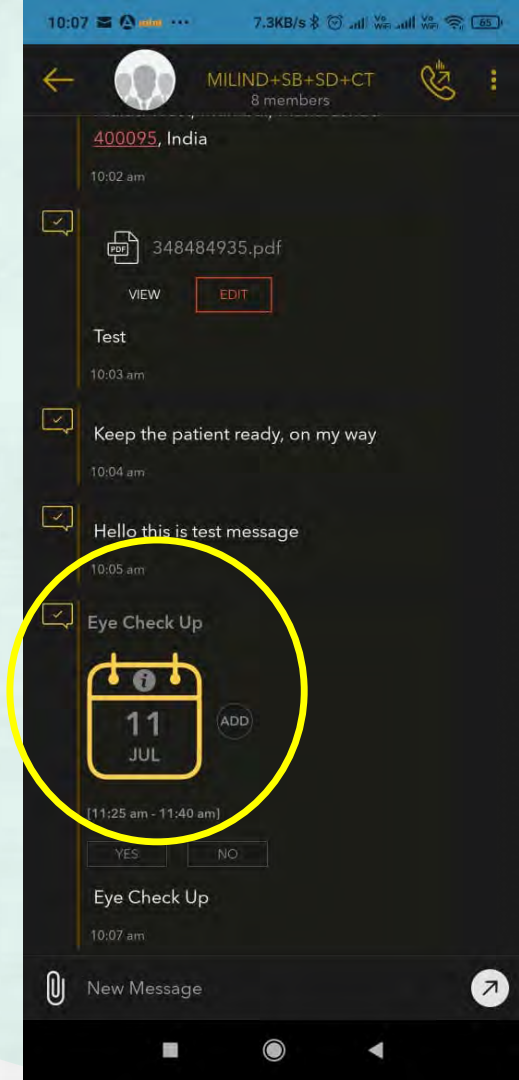 10:07 ... 7.3KB/s 65
MILIND+SB+SD+CT
8 members
400095, India
10:02 am
PDF 348484935.pdf
VIEW EDIT
Test
10:03 am
Keep the patient ready, on my way
10:04 am
Hello this is test message
10:05 am
Eye Check Up
i
11
JUL
ADD
[11:25 am - 11:40 am]
YES NO
Eye Check Up
10:07 am
New Message